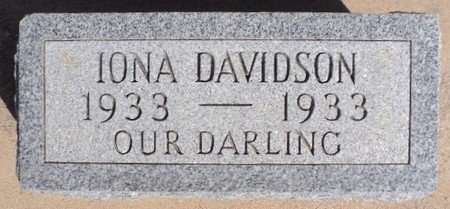 IONA DAVIDSON
1933 — 1933
OUR DARLING